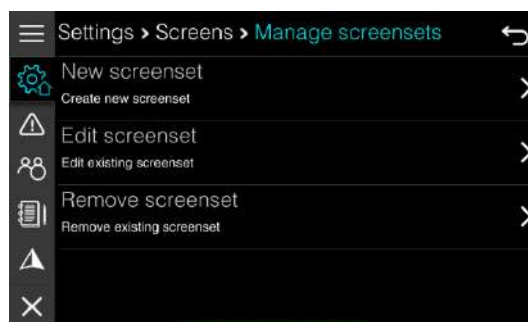 Settings > Screens > Manage screensets
New screenset
Create new screenset
Edit screenset
Edit existing screenset
Remove screenset
Remove existing screenset